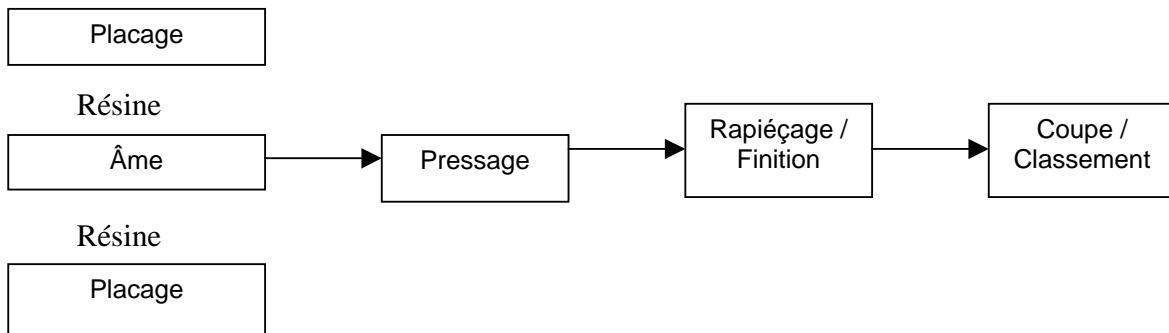 Placage
Résine
Âme
Résine
Placage
Pressage
Rapiéçage /
Finition
Coupe /
Classement